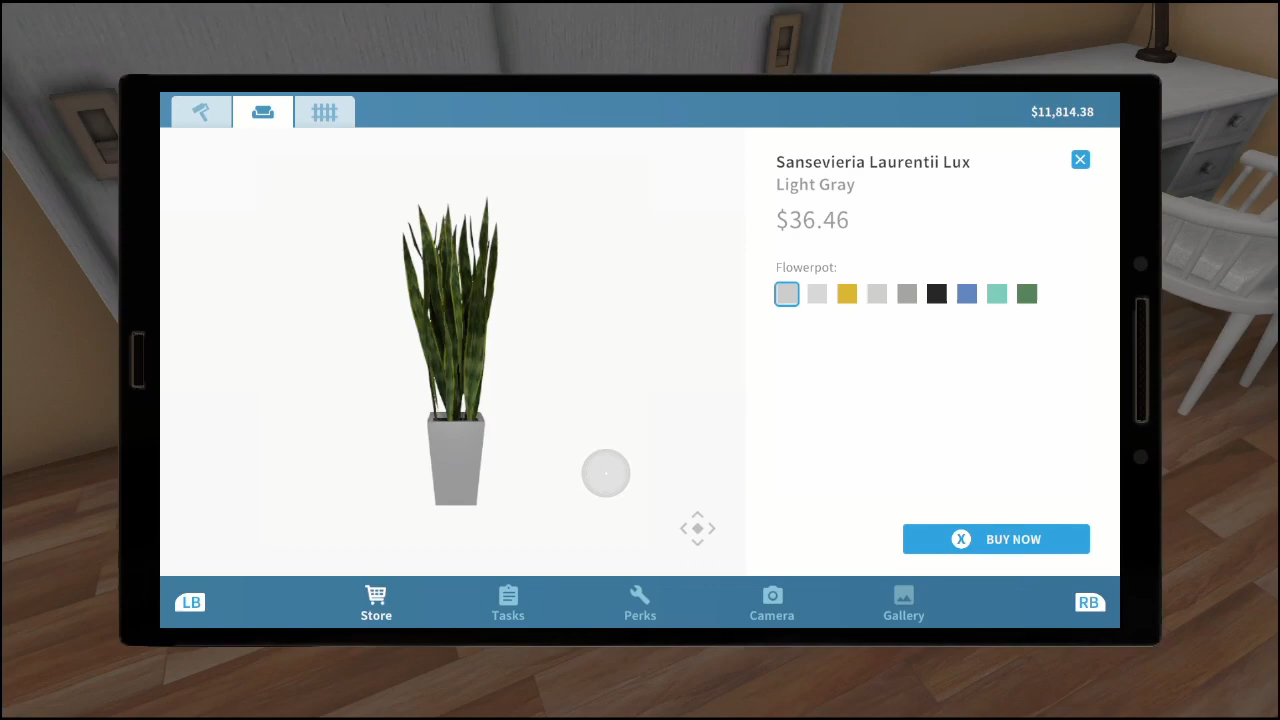 $11,814.38
Sansevieria Laurentii Lux
Light Gray
$36.46
Flowerpot:
X BUY NOW
LB
Store
Tasks
Perks
Camera
Gallery
RB